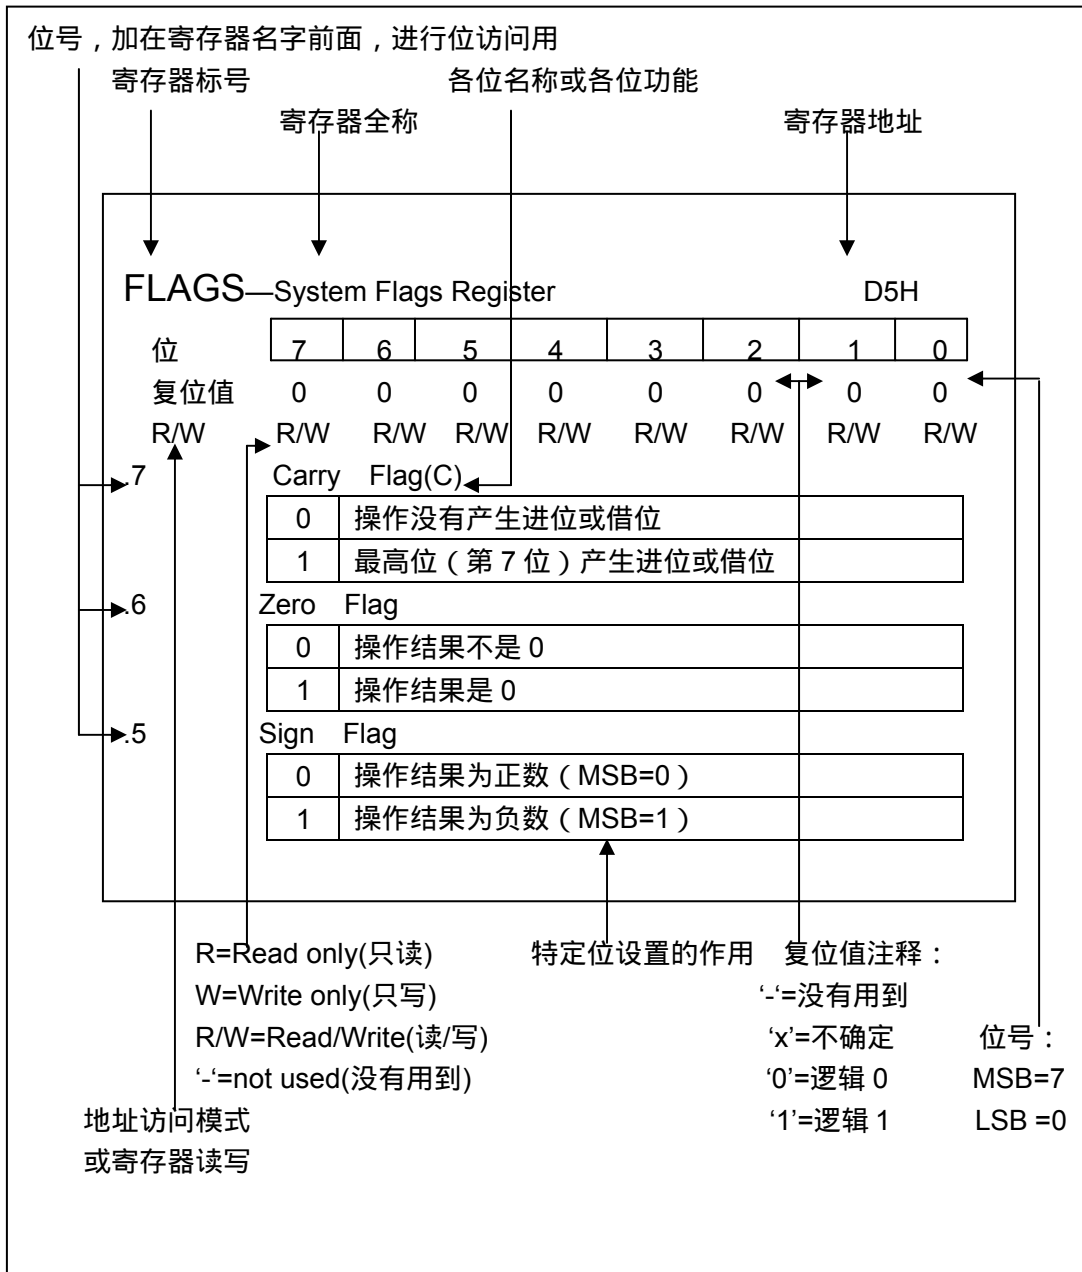 位号，加在寄存器名字前面，进行位访问用
寄存器标号 各位名称或各位功能
寄存器全称 寄存器地址
FLAGS—System Flags Register D5H
位 7 6 5 4 3 2 1 0
复位值 0 0 0 0 0 0 0 0
R/W R/W R/W R/W R/W R/W R/W R/W R/W
.7 Carry Flag(C)
0 操作没有产生进位或借位
1 最高位（第 7 位）产生进位或借位
.6 Zero Flag
0 操作结果不是 0
1 操作结果是 0
.5 Sign Flag
0 操作结果为正数（MSB=0）
1 操作结果为负数（MSB=1）
R=Read only(只读) 特定位设置的作用 复位值注释：
W=Write only(只写) ‘-‘=没有用到
R/W=Read/Write(读/写) ‘x’=不确定 位号：
‘-‘=not used(没有用到) ‘0’=逻辑 0 MSB=7
地址访问模式 ‘1’=逻辑 1 LSB =0
或寄存器读写